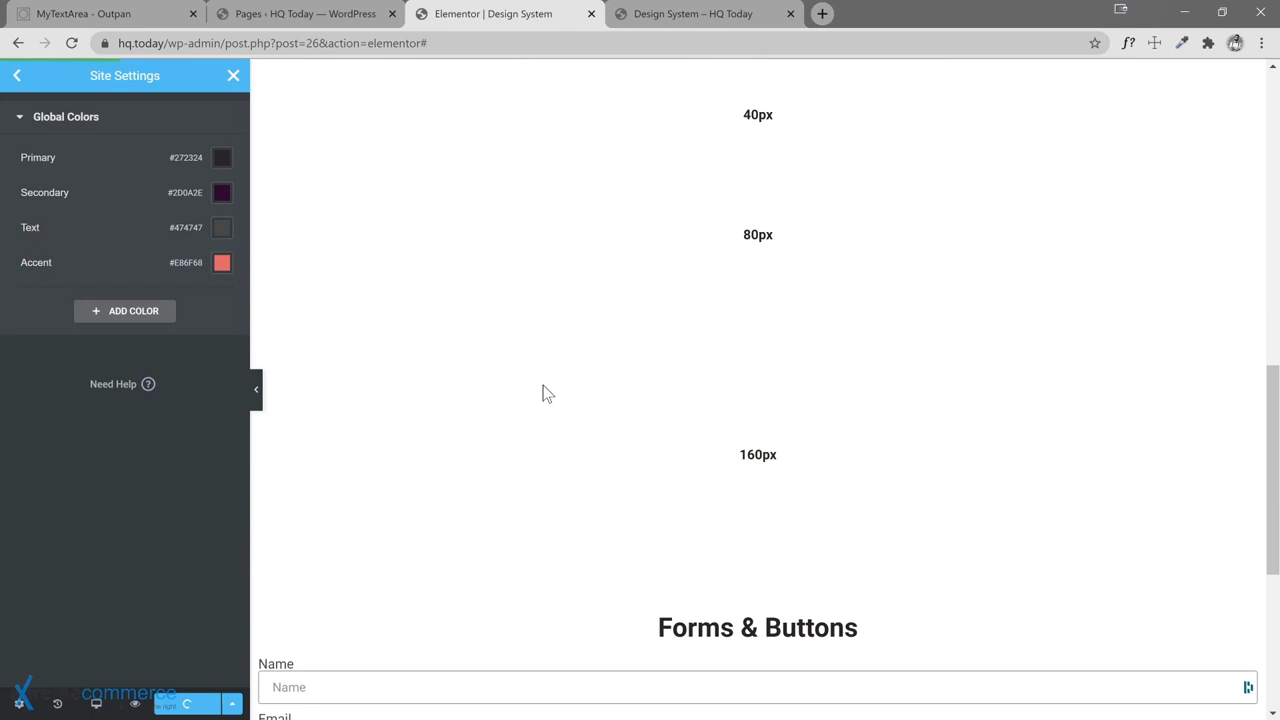 MyTextArea - Outpan
Pages ‹ HQ Today — WordPress
Elementor | Design System
Design System – HQ Today
hq.today/wp-admin/post.php?post=26&action=elementor#
Site Settings
Global Colors
Primary #272324
Secondary #2D0A2E
Text #474747
Accent #E86F68
+ ADD COLOR
Need Help ?
40px
80px
160px
Forms & Buttons
Name
Name
Email
commerce